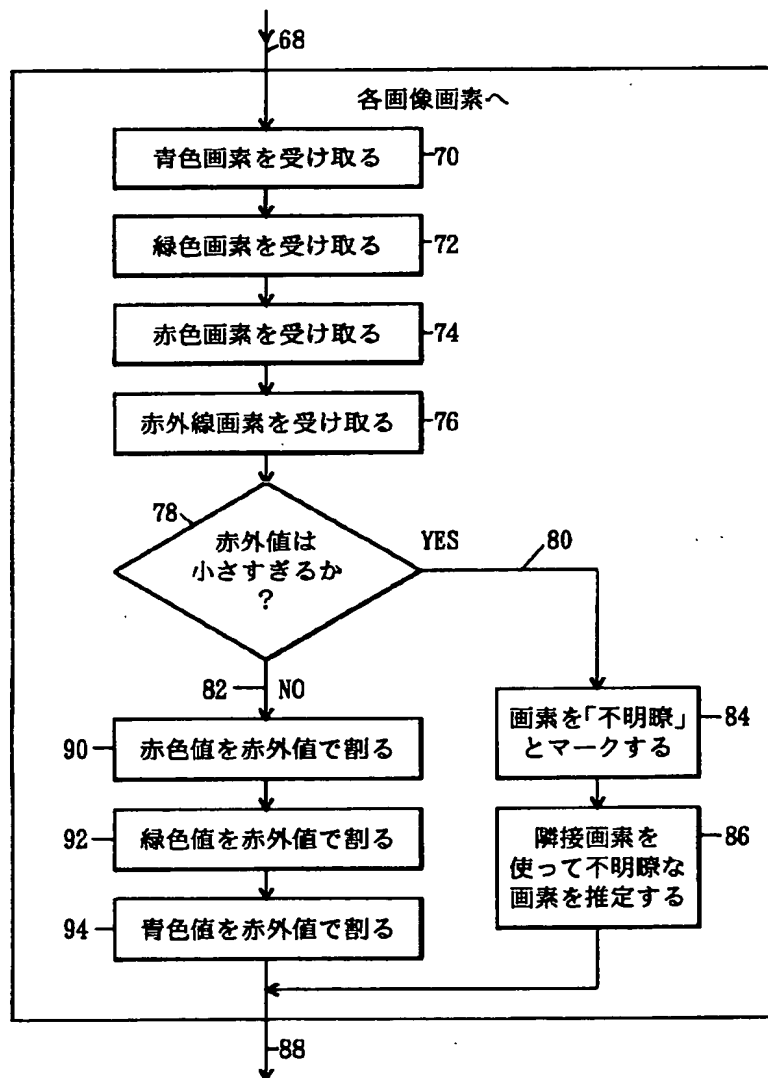 68
各画像画素へ
青色画素を受け取る 70
緑色画素を受け取る 72
赤色画素を受け取る 74
赤外線画素を受け取る 76
78
赤外値は
小さすぎるか
?
YES
80
82
NO
画素を「不明瞭」
とマークする
84
90
赤色値を赤外値で割る
隣接画素を
使って不明瞭な
画素を推定する
86
92
緑色値を赤外値で割る
94
青色値を赤外値で割る
88